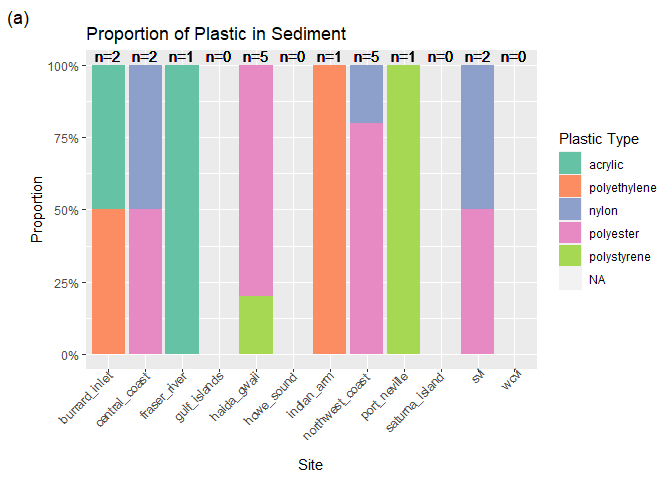 (a)
Proportion of Plastic in Sediment
n=2 n=2 n=1 n=0 n=5 n=0 n=1 n=5 n=1 n=0 n=2 n=0
100%
75%
50%
25%
0%
Proportion
burrard_inlet
central_coast
fraser_river
gulf_islands
haida_gwaii
howe_sound
indian_arm
northwest_coast
port_neville
saturna_island
svi
wcvi
Site
Plastic Type
acrylic
polyethylene
nylon
polyester
polystyrene
NA